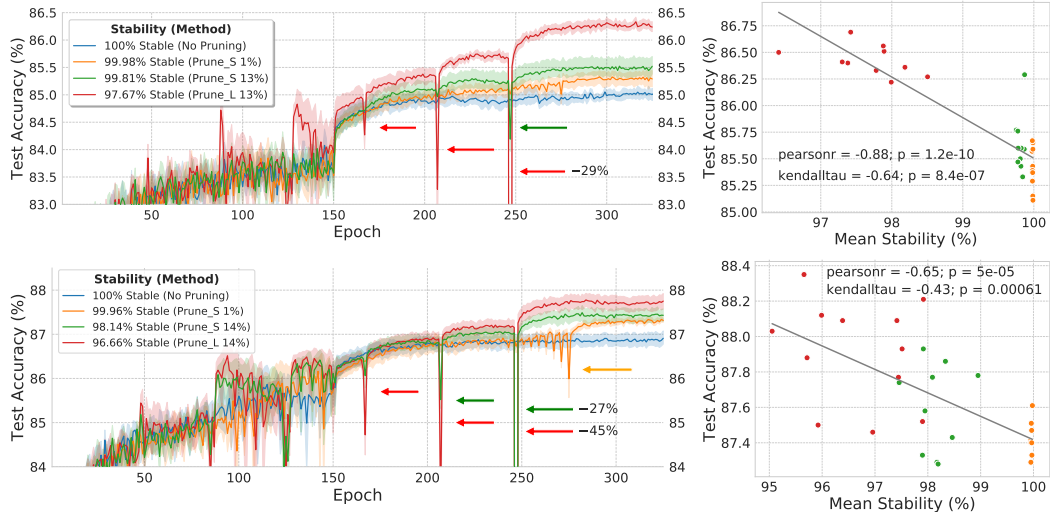 86.5
86.0
85.5
85.0
84.5
84.0
83.5
83.0
Test Accuracy (%)
Stability (Method)
100% Stable (No Pruning)
99.98% Stable (Prune_S 1%)
99.81% Stable (Prune_S 13%)
97.67% Stable (Prune_L 13%)
−29%
86.5
86.0
85.5
85.0
84.5
84.0
83.5
83.0
50 100 150 200 250 300
Epoch
86.75
86.50
86.25
86.00
85.75
85.50
85.25
85.00
Test Accuracy (%)
pearsonr = -0.88; p = 1.2e-10
kendalltau = -0.64; p = 8.4e-07
97 98 99 100
Mean Stability (%)
88
87
86
85
84
Test Accuracy (%)
Stability (Method)
100% Stable (No Pruning)
99.96% Stable (Prune_S 1%)
98.14% Stable (Prune_S 14%)
96.66% Stable (Prune_L 14%)
−27%
−45%
88
87
86
85
84
50 100 150 200 250 300
Epoch
88.4
88.2
88.0
87.8
87.6
87.4
Test Accuracy (%)
pearsonr = -0.65; p = 5e-05
kendalltau = -0.43; p = 0.00061
95 96 97 98 99 100
Mean Stability (%)